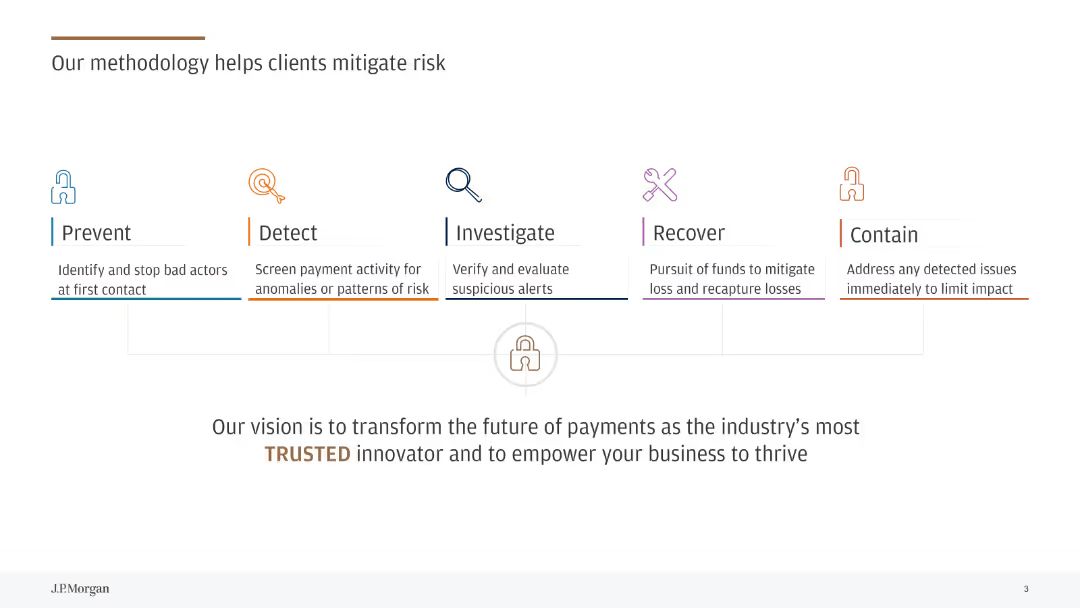 Our methodology helps clients mitigate risk
Prevent
Identify and stop bad actors
at first contact
Detect
Screen payment activity for
anomalies or patterns of risk
Investigate
Verify and evaluate
suspicious alerts
Recover
Pursuit of funds to mitigate
loss and recapture losses
Contain
Address any detected issues
immediately to limit impact
Our vision is to transform the future of payments as the industry’s most
TRUSTED innovator and to empower your business to thrive
J.P.Morgan
3